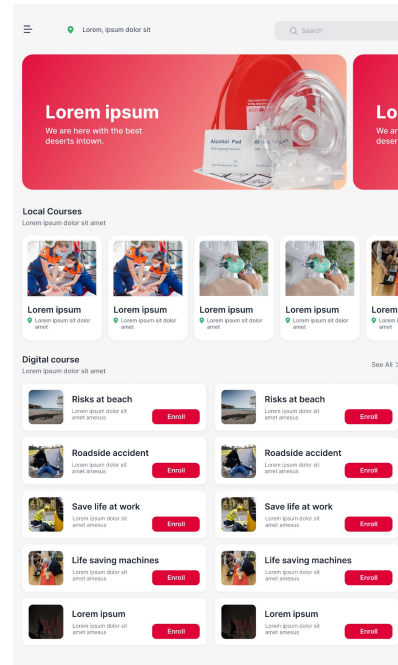 Lorem, ipsum dolor sit
Search
Lorem ipsum
We are here with the best
deserts intown.
Alcohol Pad
Lo
We ar
deser
Local Courses
Lorem ipsum dolor sit amet
Lorem ipsum
Lorem ipsum dolor sit
amet
Lorem ipsum
Lorem ipsum dolor sit
amet
Lorem ipsum
Lorem ipsum dolor sit
amet
Lorem ipsum
Lorem ipsum dolor sit
amet
Lorem
Lorem i
amet
Digital course
Lorem ipsum dolor sit amet
See All
Risks at beach
Lorem ipsum dolor sit
amet amesus
Enroll
Risks at beach
Lorem ipsum dolor sit
amet amesus
Enroll
Roadside accident
Lorem ipsum dolor sit
amet amesus
Enroll
Roadside accident
Lorem ipsum dolor sit
amet amesus
Enroll
Save life at work
Lorem ipsum dolor sit
amet amesus
Enroll
Save life at work
Lorem ipsum dolor sit
amet amesus
Enroll
Life saving machines
Lorem ipsum dolor sit
amet amesus
Enroll
Life saving machines
Lorem ipsum dolor sit
amet amesus
Enroll
Lorem ipsum
Lorem ipsum dolor sit
amet amesus
Enroll
Lorem ipsum
Lorem ipsum dolor sit
amet amesus
Enroll